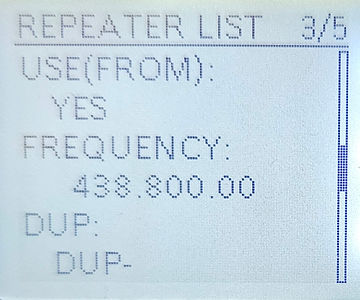 REPEATER LIST 3/5
USE(FROM):
YES
FREQUENCY:
438.800.00
DUP:
DUP-